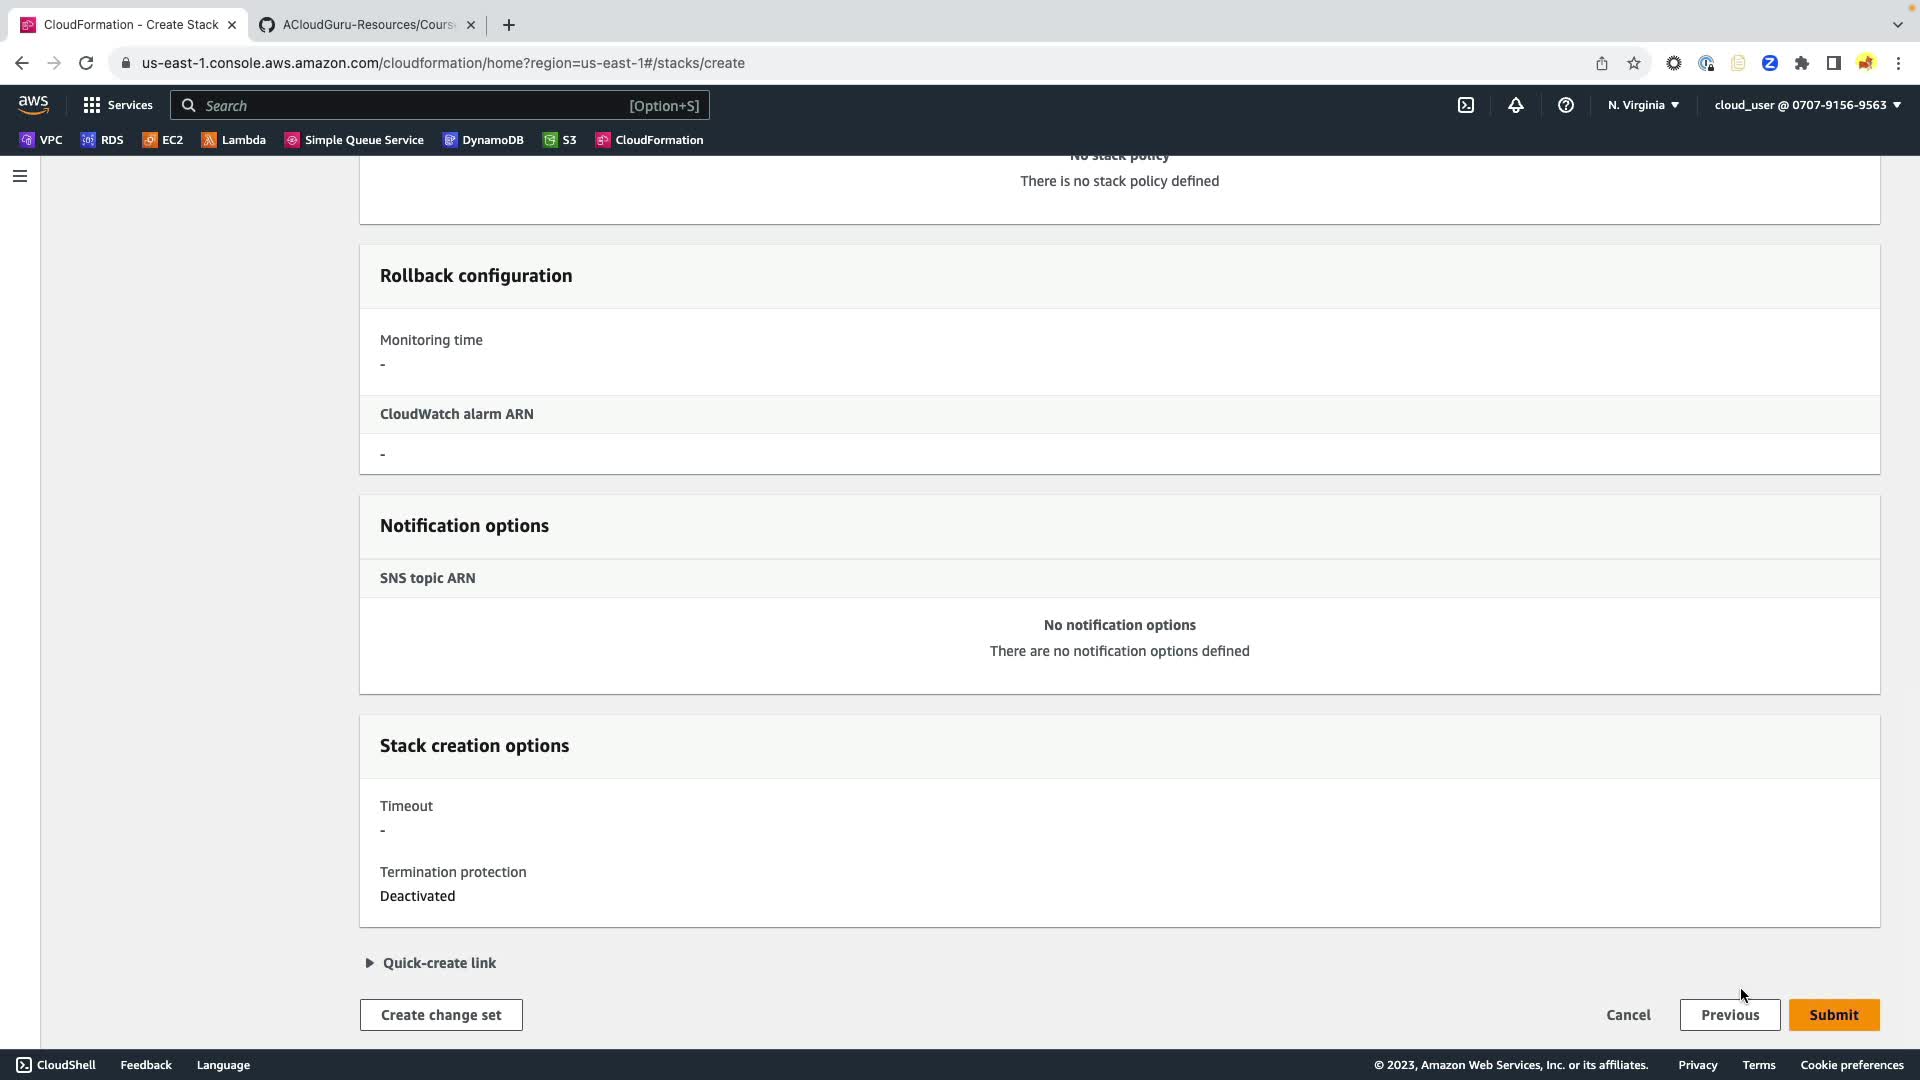 CloudFormation - Create Stack
ACloudGuru-Resources/Cours
us-east-1.console.aws.amazon.com/cloudformation/home?region=us-east-1#/stacks/create
aws
Services
Search
[Option+S]
N. Virginia
cloud_user @ 0707-9156-9563
VPC
RDS
EC2
Lambda
Simple Queue Service
DynamoDB
S3
CloudFormation
No stack policy
There is no stack policy defined
Rollback configuration
Monitoring time
-
CloudWatch alarm ARN
-
Notification options
SNS topic ARN
No notification options
There are no notification options defined
Stack creation options
Timeout
-
Termination protection
Deactivated
Quick-create link
Create change set
Cancel
Previous
Submit
CloudShell
Feedback
Language
© 2023, Amazon Web Services, Inc. or its affiliates.
Privacy
Terms
Cookie preferences